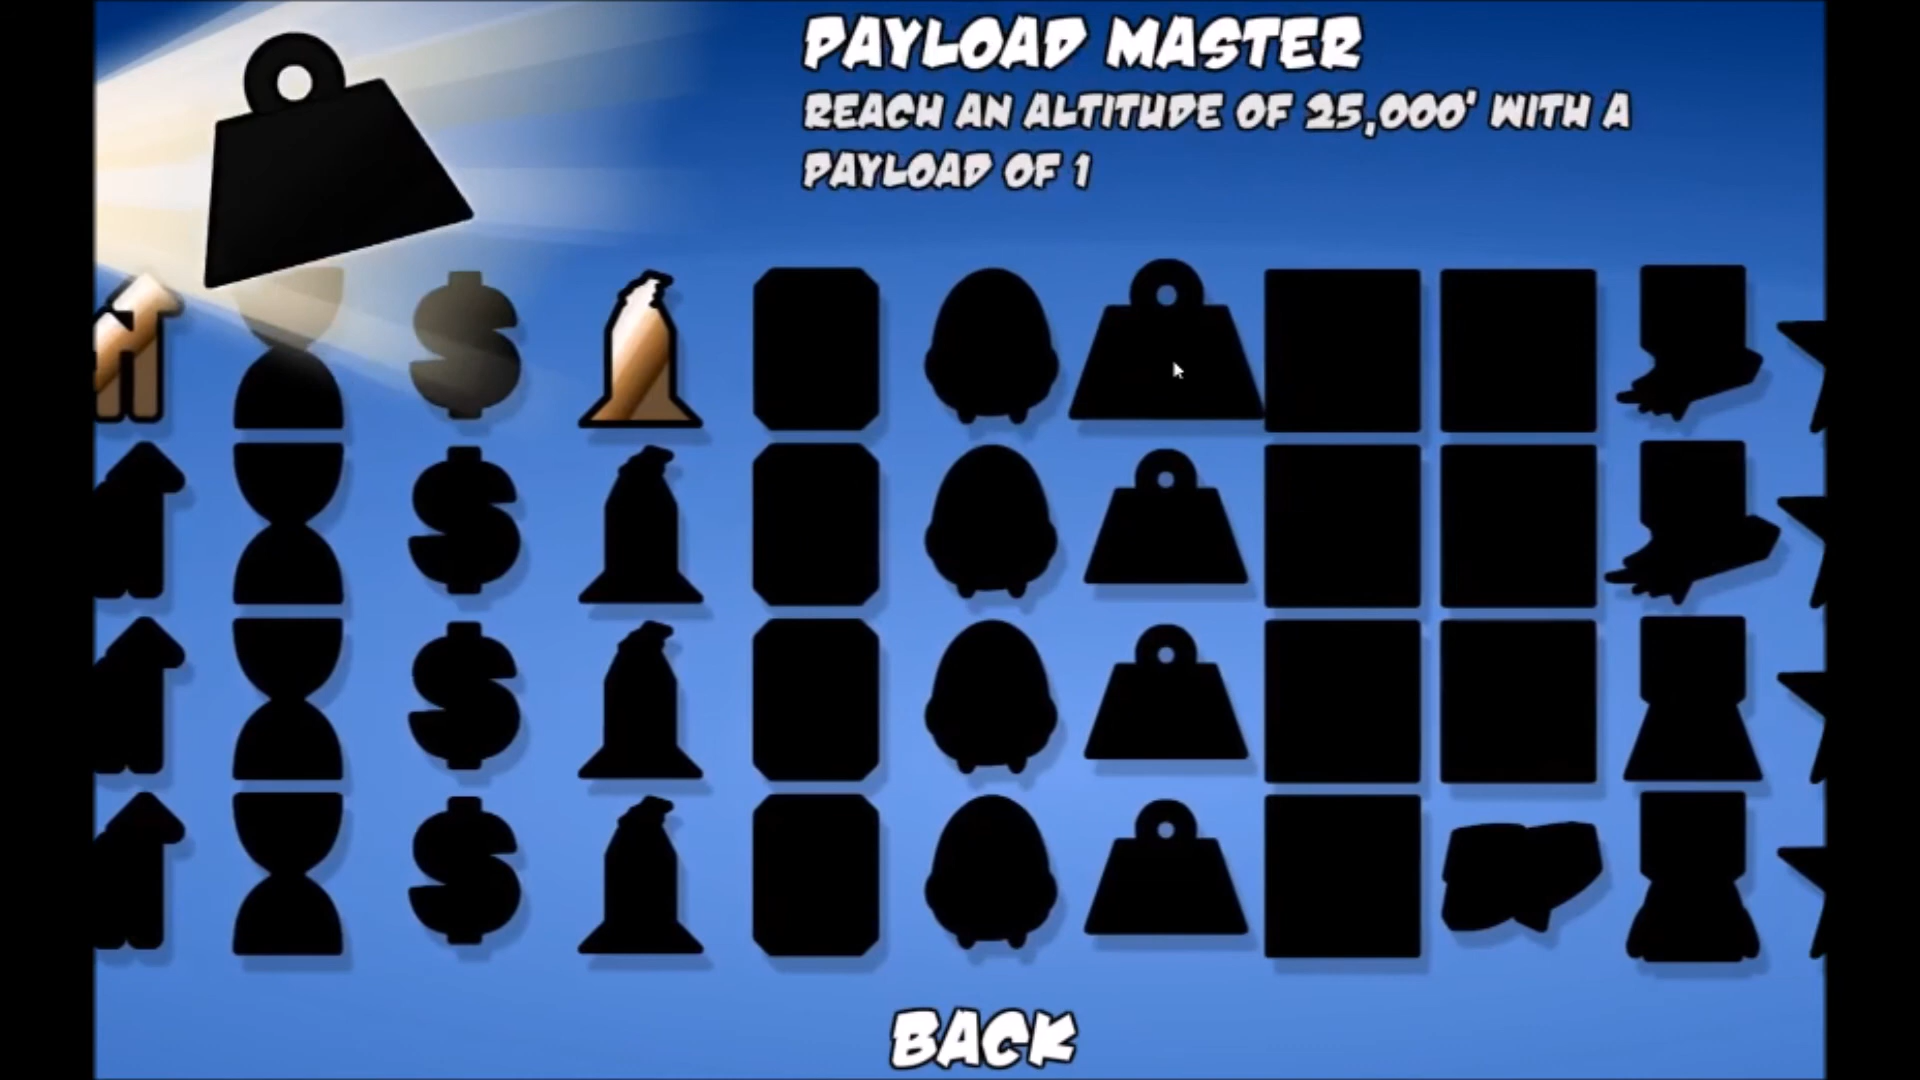 PAYLOAD MASTER
REACH AN ALTITUDE OF 25,000' WITH A
PAYLOAD OF 1
BACK